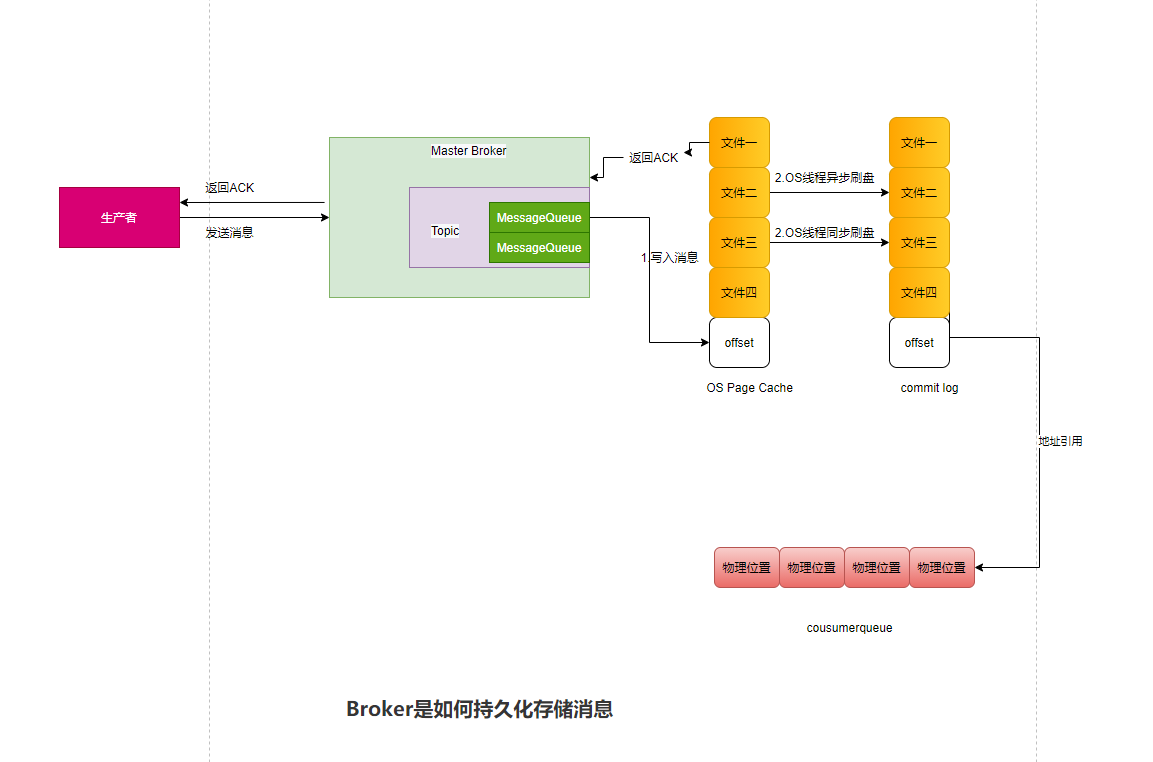 Master Broker
文件一
文件一
返回ACK
2.OS线程异步刷盘
返回ACK
文件二
文件二
生产者
MessageQueue
发送消息
Topic
2.OS线程同步刷盘
MessageQueue
文件三
文件三
1.写入消息
文件四
文件四
offset
offset
OS Page Cache
commit log
地址引用
物理位置
物理位置
物理位置
物理位置
cousumerqueue
Broker是如何持久化存储消息